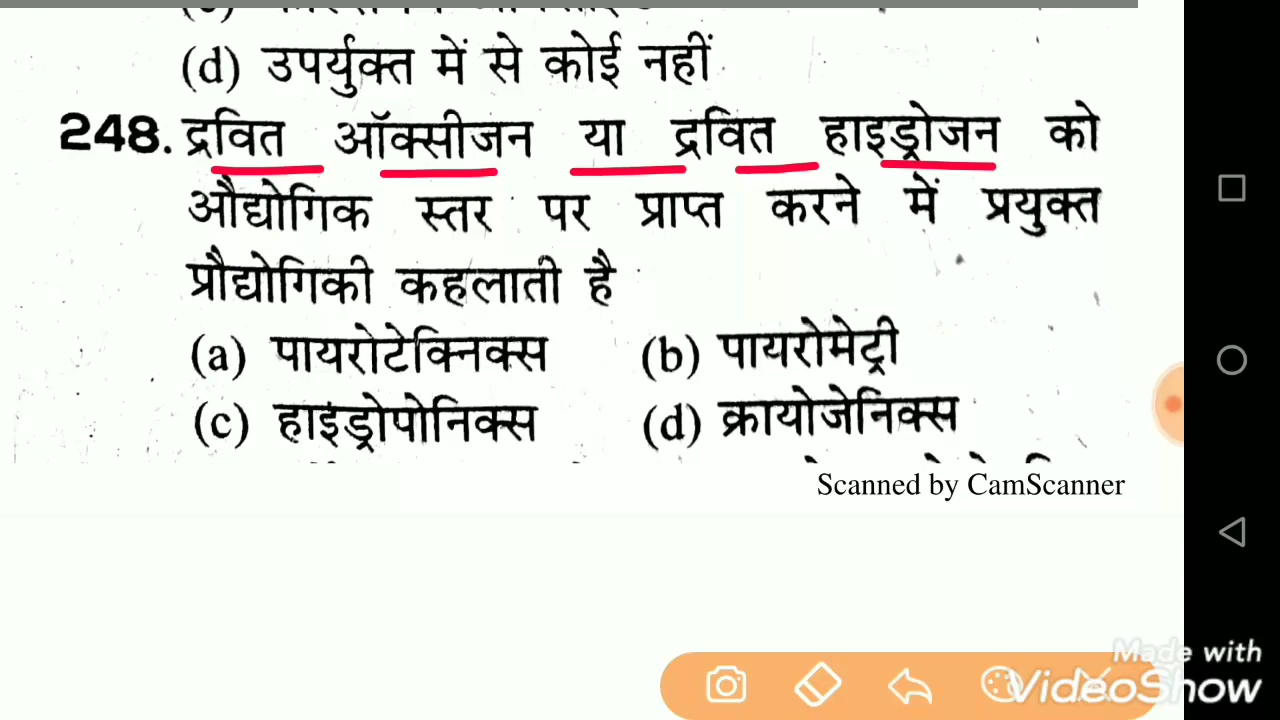 (d) उपर्युक्त में से कोई नहीं
248. द्रवित ऑक्सीजन या द्रवित हाइड्रोजन को
औद्योगिक स्तर पर प्राप्त करने में प्रयुक्त
प्रौद्योगिकी कहलाती है
(a) पायरोटेक्निक्स (b) पायरोमेट्री
(c) हाइड्रोपोनिक्स (d) क्रायोजेनिक्स
Scanned by CamScanner
Made with
VideoShow